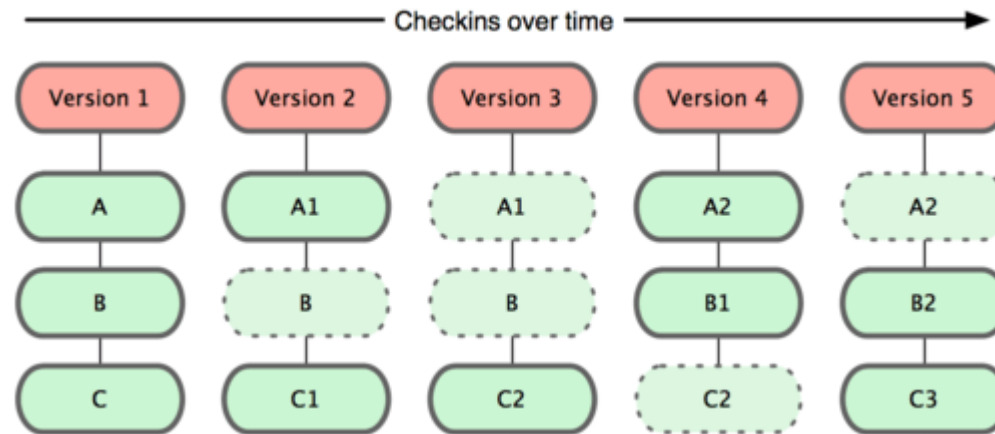 Checkins over time
Version 1 Version 2 Version 3 Version 4 Version 5
A A1 A1 A2 A2
B B B B1 B2
C C1 C2 C2 C3